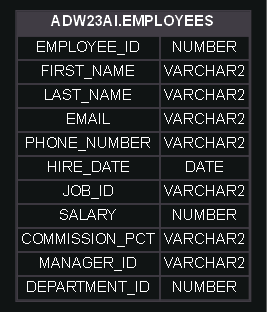 ADW23AI.EMPLOYEES
EMPLOYEE_ID NUMBER
FIRST_NAME VARCHAR2
LAST_NAME VARCHAR2
EMAIL VARCHAR2
PHONE_NUMBER VARCHAR2
HIRE_DATE DATE
JOB_ID VARCHAR2
SALARY NUMBER
COMMISSION_PCT VARCHAR2
MANAGER_ID VARCHAR2
DEPARTMENT_ID NUMBER